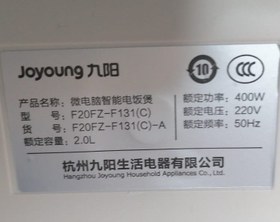 Joyoung 九阳
10
CCC
产品名称: 微电脑智能电饭煲 额定功率: 400W
型 号: F20FZ-F131(C) 额定电压: 220V
货 号: F20FZ-F131(C)-A 额定频率: 50Hz
额定容量: 2.0L
杭州九阳生活电器有限公司
Hangzhou Joyoung Household Appliances Co., Ltd.